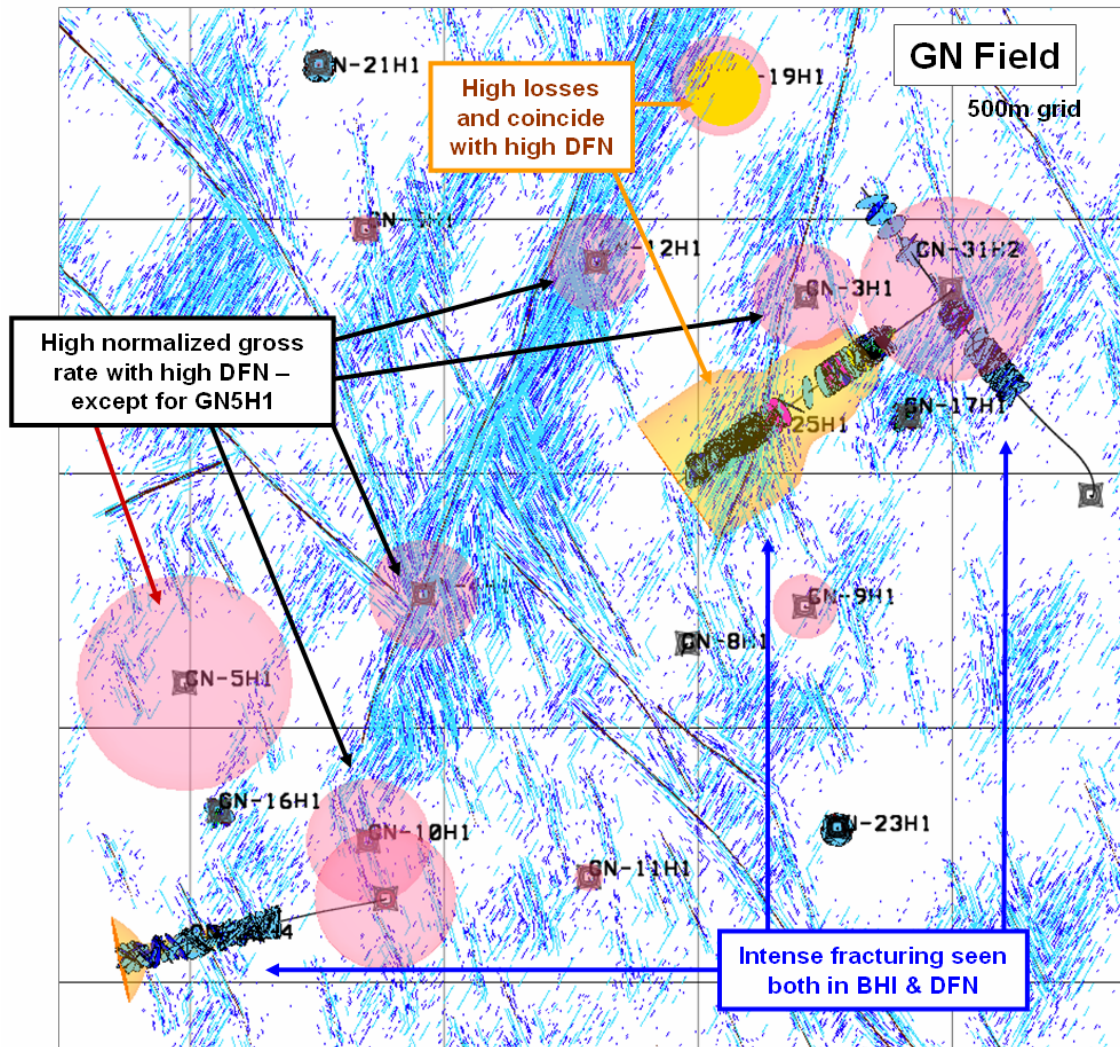 GN Field
500m grid
N-21H1
High losses
and coincide
with high DFN
-19H1
GN-
-12H1
GN-31H2
GN-3H1
High normalized gross
rate with high DFN –
except for GN5H1
GN-17H1
-25H1
GN-9H1
GN-8H1
GN-5H1
GN-16H1
GN-10H1
N-23H1
GN-11H1
Intense fracturing seen
both in BHI & DFN